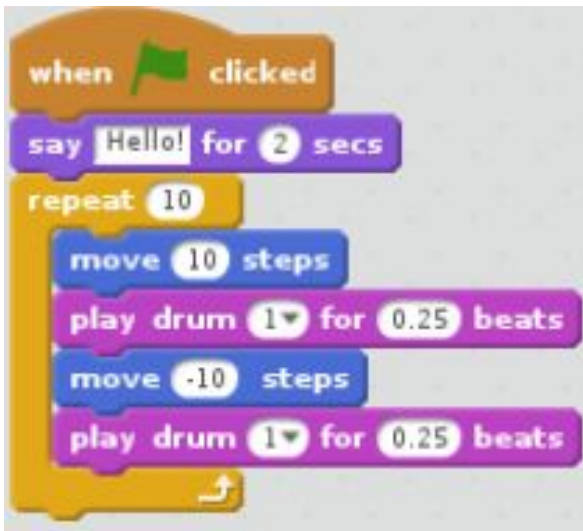 when clicked
say Hello! for 2 secs
repeat 10
move 10 steps
play drum 1 for 0.25 beats
move -10 steps
play drum 1 for 0.25 beats